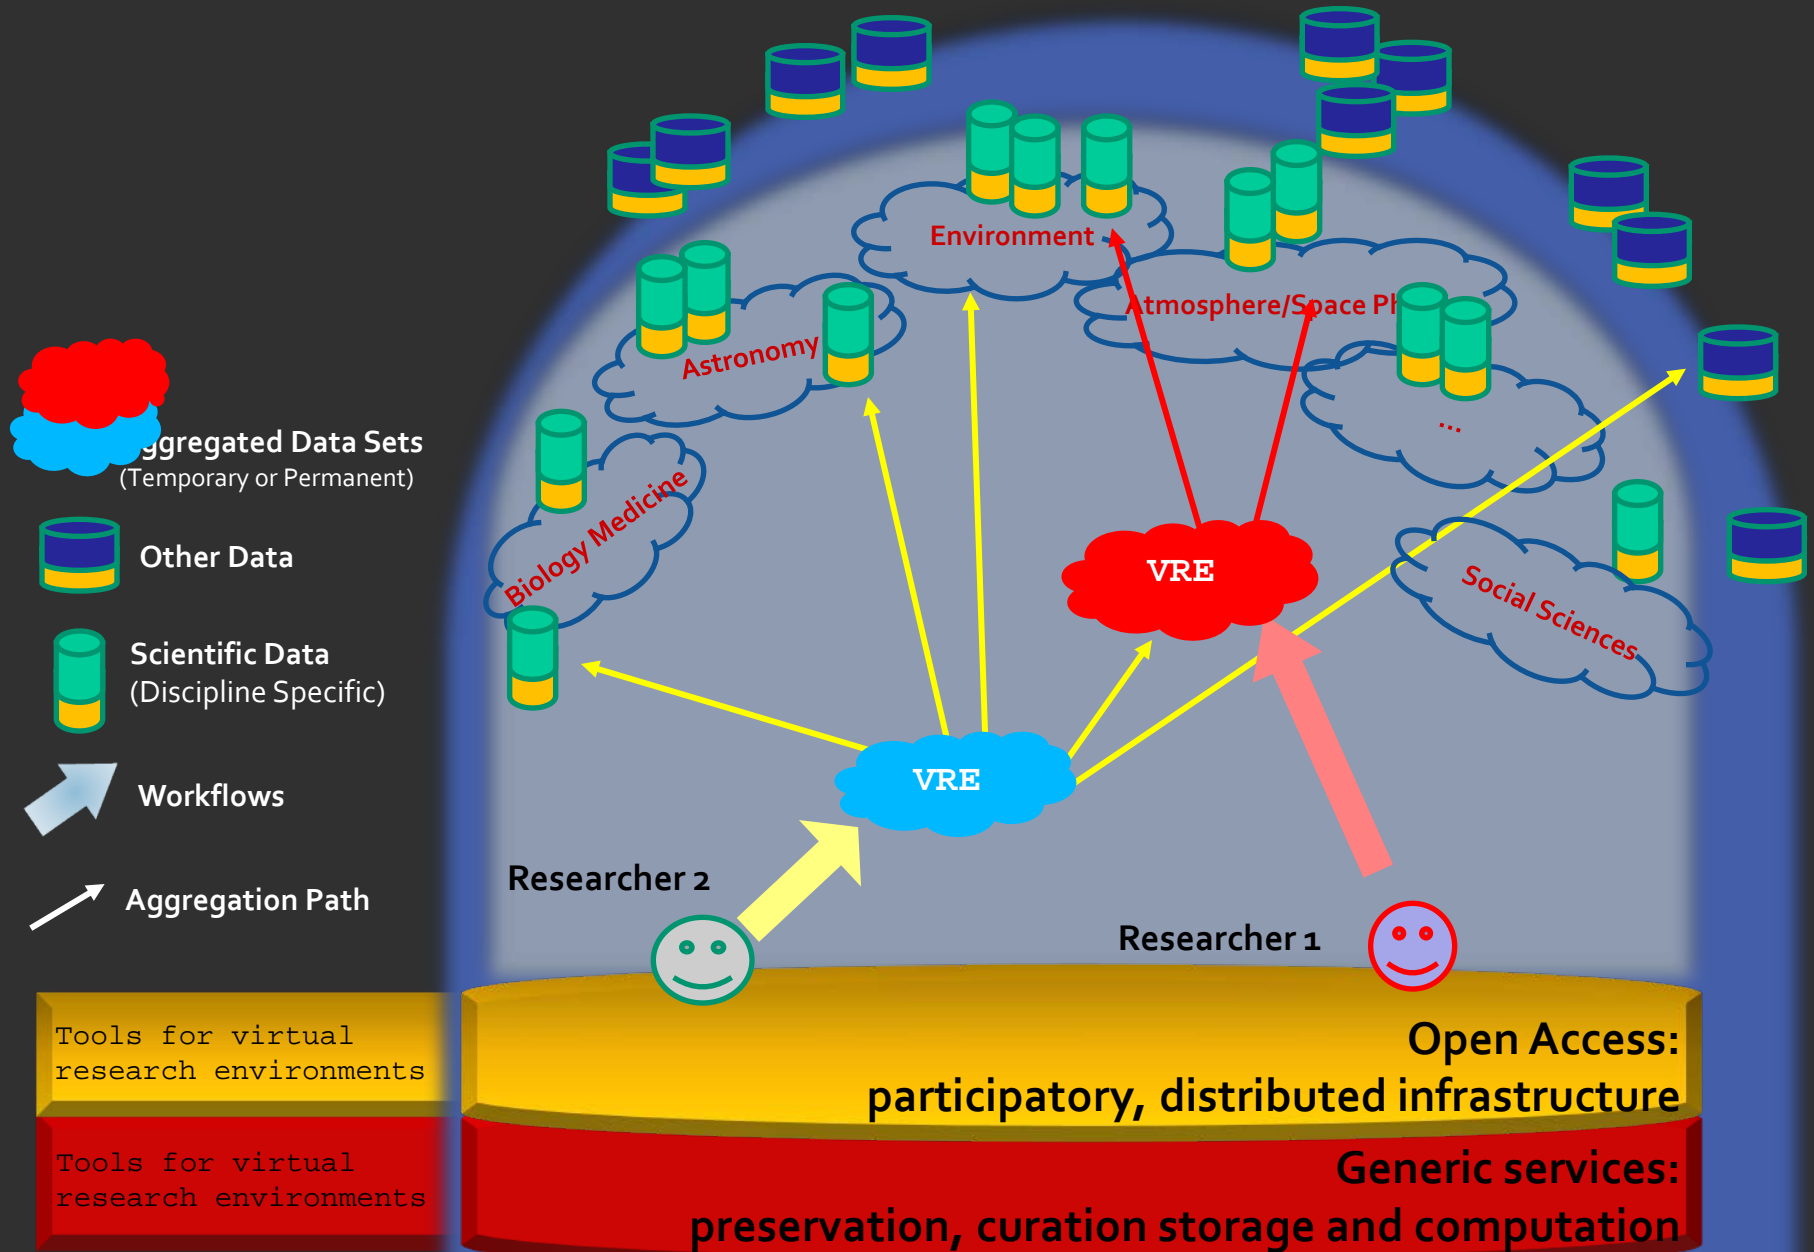 Environment
Atmosphere/Space Ph
Astronomy
...
Biology Medicine
Social Sciences
ggregated Data Sets
(Temporary or Permanent)
Other Data
Scientific Data
(Discipline Specific)
Workflows
Aggregation Path
VRE
VRE
Researcher 2
Researcher 1
Tools for virtual
research environments
Open Access:
participatory, distributed infrastructure
Tools for virtual
research environments
Generic services:
preservation, curation storage and computation